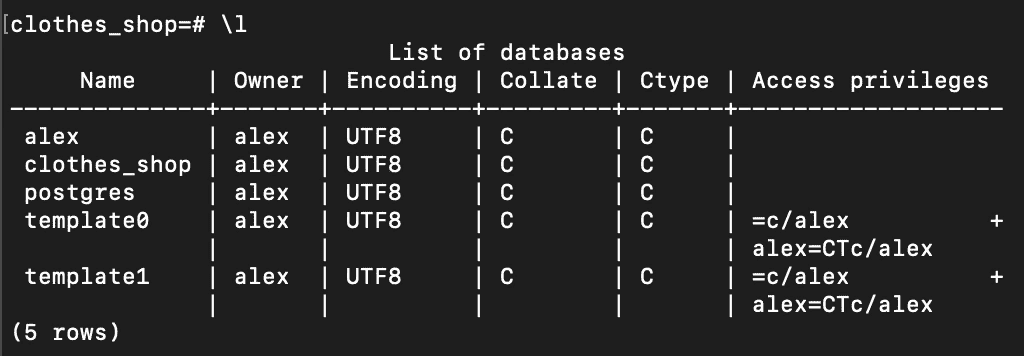 [clothes_shop=# \l
                              List of databases
     Name      | Owner | Encoding | Collate | Ctype | Access privileges
---------------+-------+----------+---------+-------+-------------------
 alex          | alex  | UTF8     | C       | C     |
 clothes_shop  | alex  | UTF8     | C       | C     |
 postgres      | alex  | UTF8     | C       | C     |
 template0     | alex  | UTF8     | C       | C     | =c/alex          +
               |       |          |         |       | alex=CTc/alex
 template1     | alex  | UTF8     | C       | C     | =c/alex          +
               |       |          |         |       | alex=CTc/alex
(5 rows)